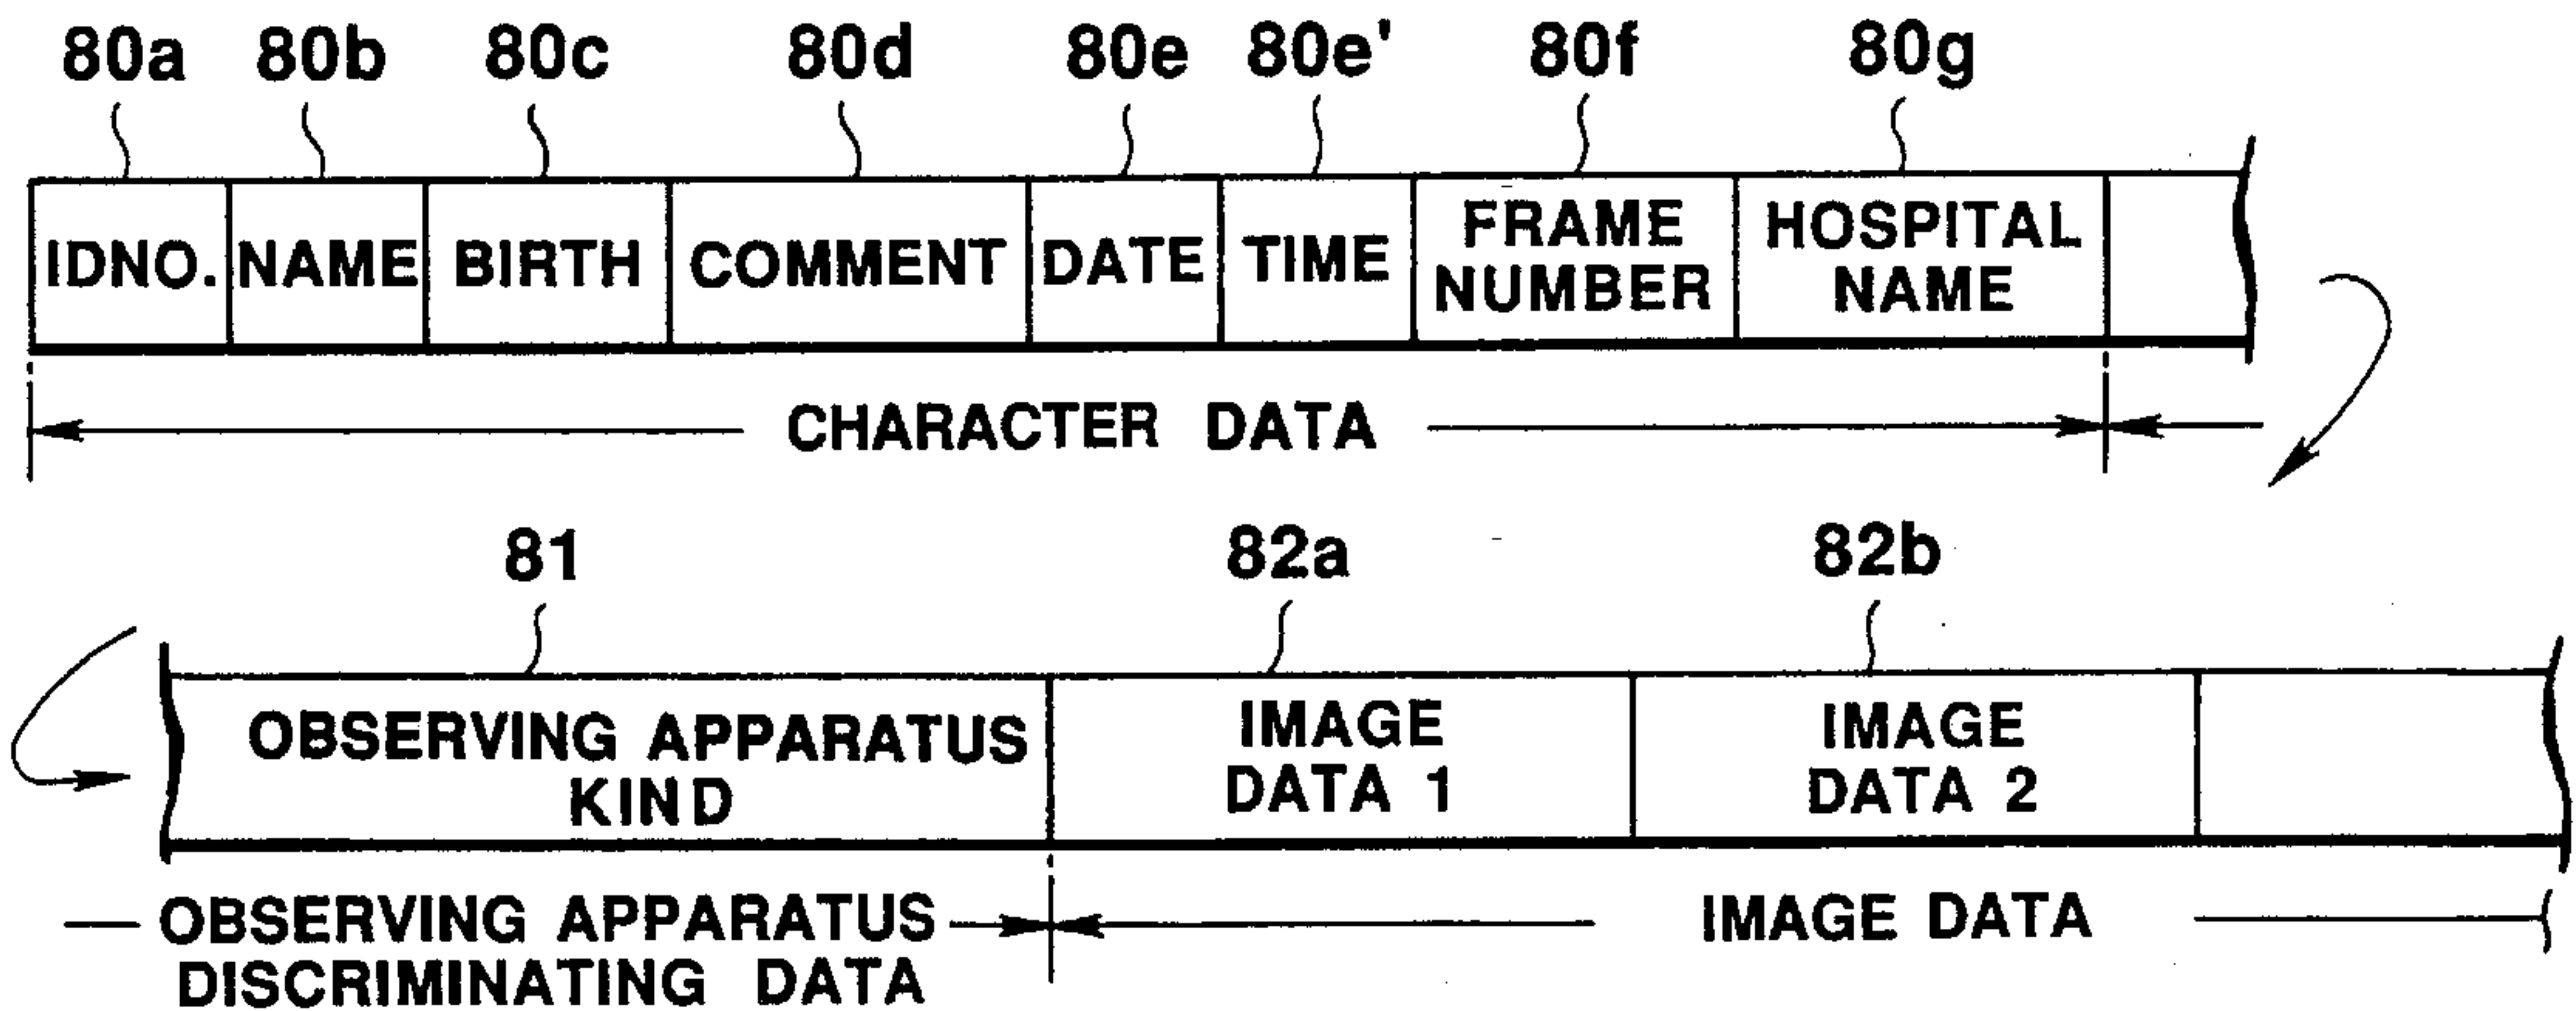 80a 80b 80c 80d 80e 80e' 80f 80g
IDNO. NAME BIRTH COMMENT DATE TIME FRAME NUMBER HOSPITAL NAME
CHARACTER DATA
81 82a 82b
OBSERVING APPARATUS KIND IMAGE DATA 1 IMAGE DATA 2
OBSERVING APPARATUS DISCRIMINATING DATA IMAGE DATA